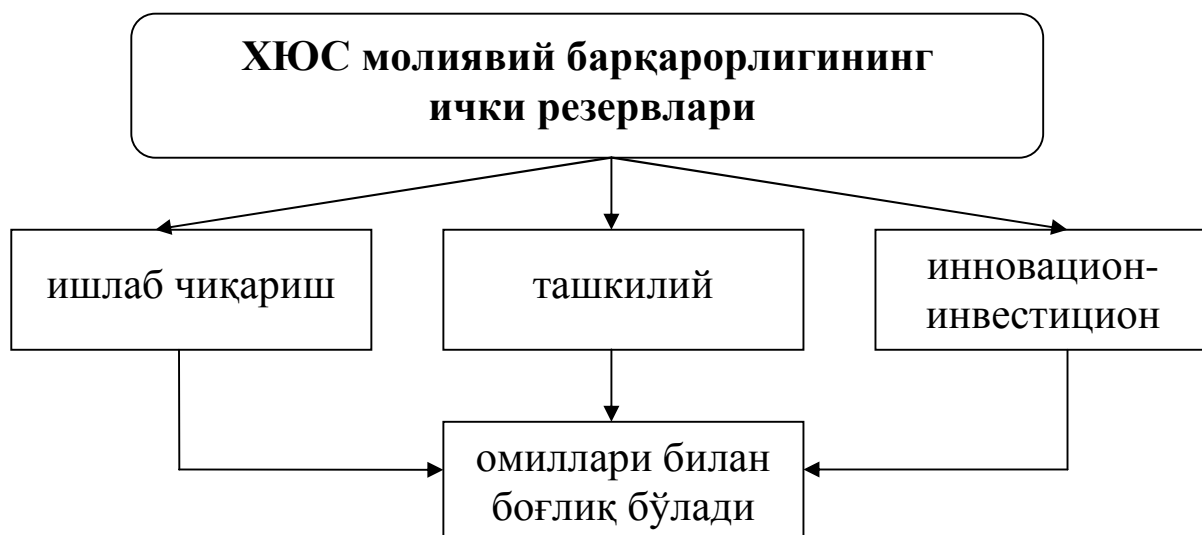 ХЮС молиявий барқарорлигининг
ички резервлари
ишлаб чиқариш
ташкилий
инновацион-
инвестицион
омиллари билан
боғлиқ бўлади